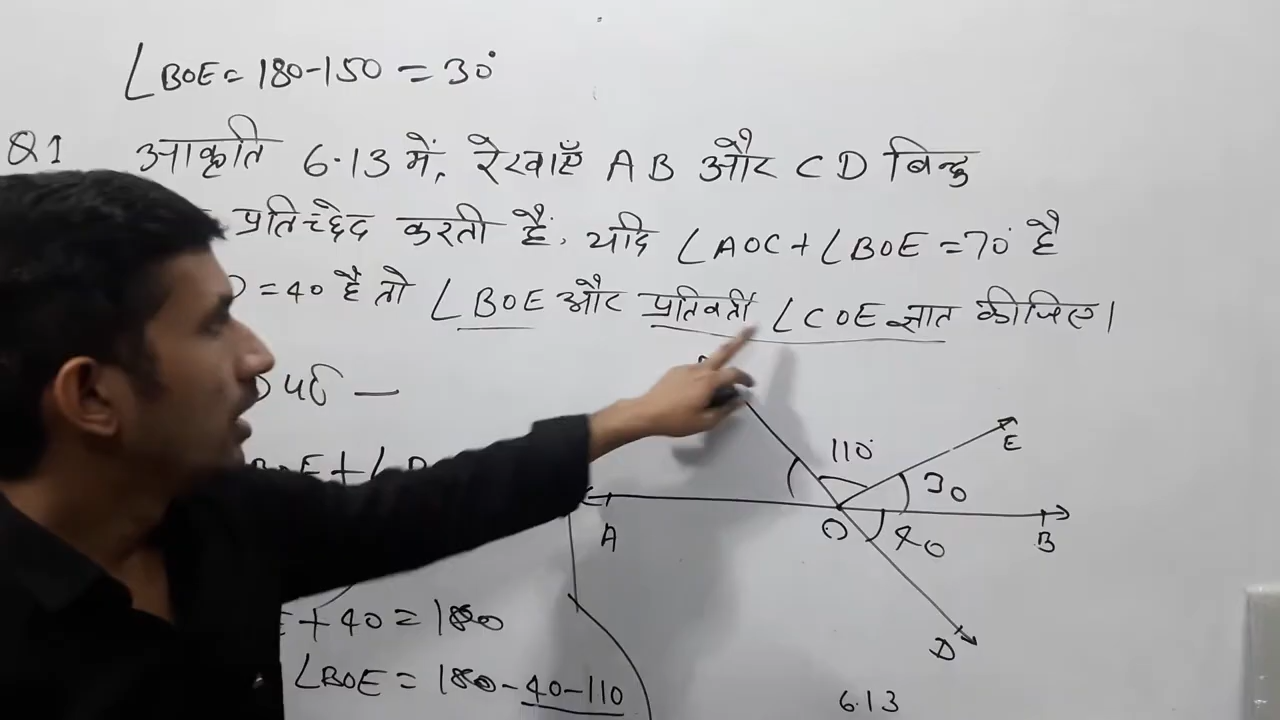 ∠BOE = 180-150 = 30°
Q1 आकृति 6.13 में, रेखाएँ AB और CD बिन्दु
प्रतिच्छेद करती हैं. यदि ∠AOC + ∠BOE = 70° है
= 40 है तो ∠BOE और प्रतिवर्ती ∠COE ज्ञात कीजिए।
110°
E
30
A
O
40
B
+ 40 = 180
D
∠BOE = 180-40-110
6.13